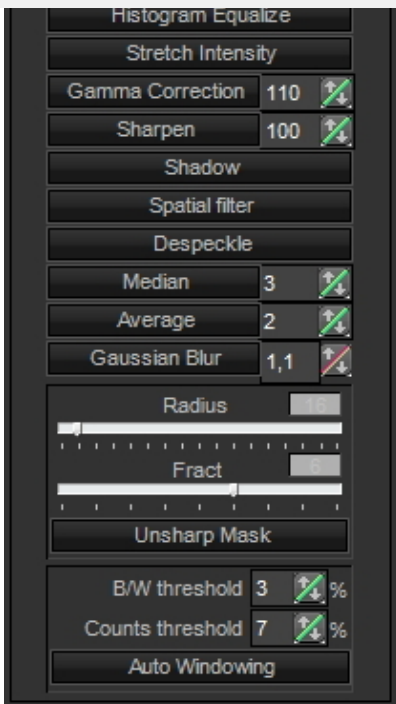 Histogram Equalize
Stretch Intensity
Gamma Correction 110
Sharpen 100
Shadow
Spatial filter
Despeckle
Median 3
Average 2
Gaussian Blur 1,1
Radius 16
Fract 6
Unsharp Mask
B/W threshold 3 %
Counts threshold 7 %
Auto Windowing